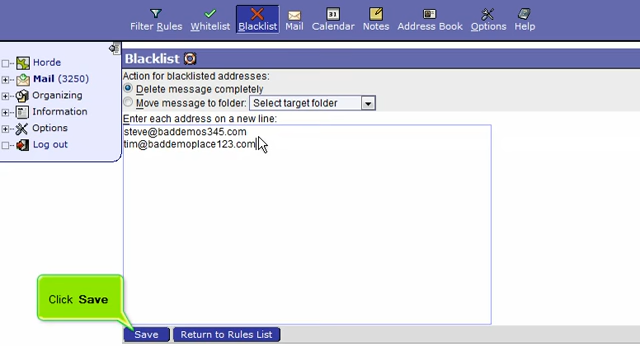 Filter Rules Whitelist Blacklist Mail Calendar Notes Address Book Options Help
Horde
Mail (3250)
Organizing
Information
Options
Log out
Blacklist
Action for blacklisted addresses:
Delete message completely
Move message to folder: Select target folder
Enter each address on a new line:
steve@baddemos345.com
tim@baddemoplace123.com
Click Save
Save Return to Rules List